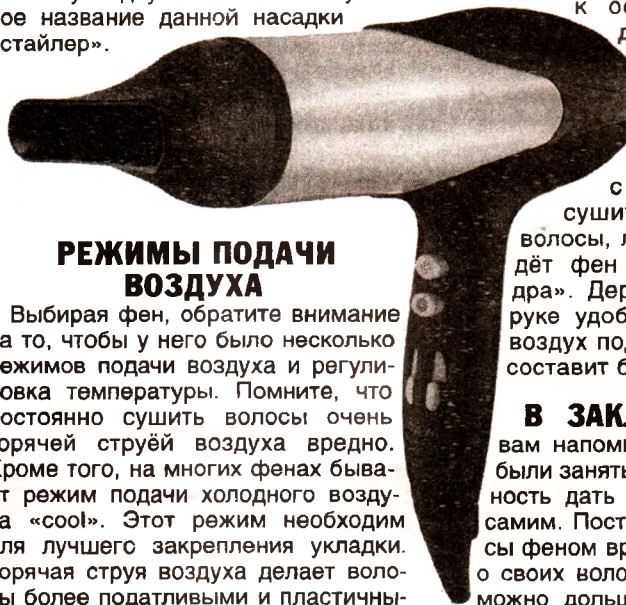 ое название данной насадки
стайлер».
РЕЖИМЫ ПОДАЧИ
ВОЗДУХА
Выбирая фен, обратите внимание
а то, чтобы у него было несколько
ежимов подачи воздуха и регули-
овка температуры. Помните, что
остоянно сушить волосы очень
орячей струёй воздуха вредно.
Кроме того, на многих фенах быва-
т режим подачи холодного возду-
а «cool». Этот режим необходим
ля лучшего закрепления укладки.
орячая струя воздуха делает воло-
ы более податливыми и пластичны-
к ос
д
с
сушит
волосы, л
дёт фен
дра». Дер
руке удоб
воздух по
составит б
В ЗАК
вам напом
были занять
ность дать
самим. Пост
сы феном вр
о своих воло
можно дольш